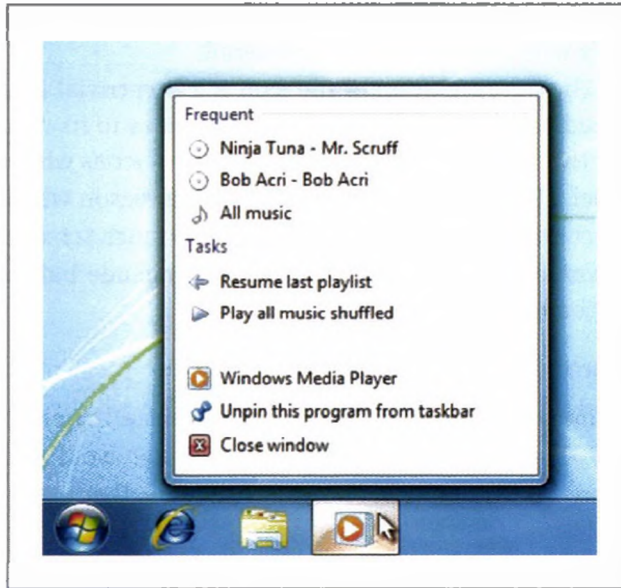 Frequent
Ninja Tuna - Mr. Scruff
Bob Acri - Bob Acri
All music
Tasks
Resume last playlist
Play all music shuffled
Windows Media Player
Unpin this program from taskbar
Close window